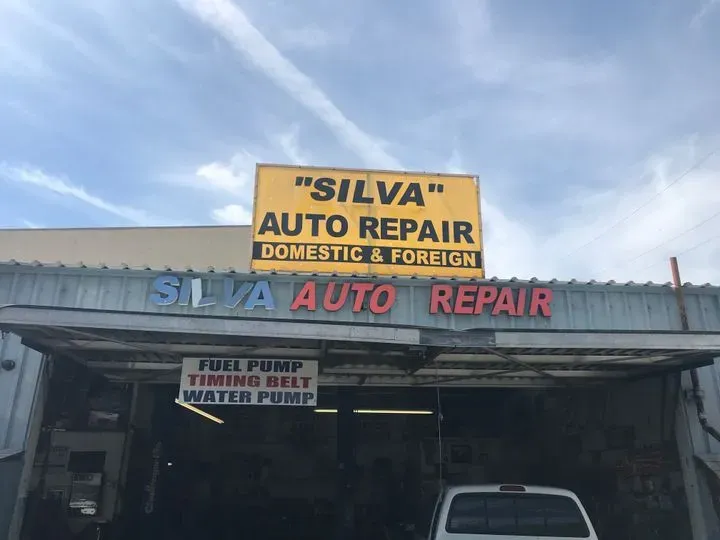 "SILVA"
AUTO REPAIR
DOMESTIC & FOREIGN
SILVA AUTO REPAIR
FUEL PUMP
TIMING BELT
WATER PUMP